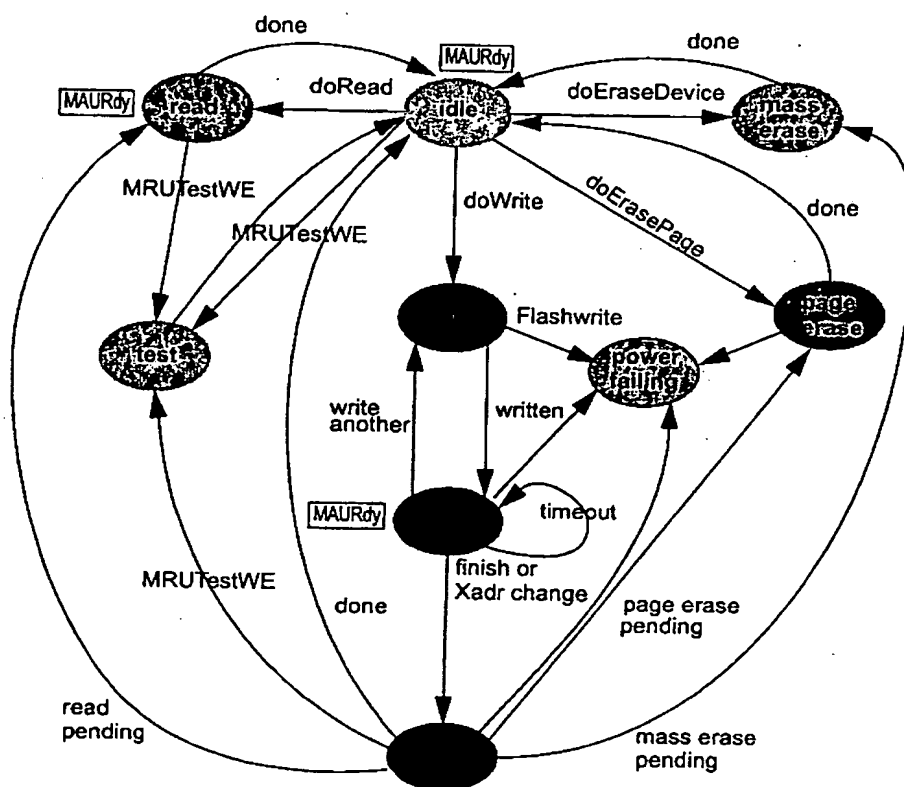 done
MAURdy
done
MAURdy
read
doRead
idle
doEraseDevice
mass
erase
MRUTestWE
MRUTestWE
doWrite
doErasePage
done
test
Flashwrite
power
failing
page
erase
write
another
written
MAURdy
timeout
MRUTestWE
done
finish or
Xadr change
page erase
pending
read
pending
mass erase
pending